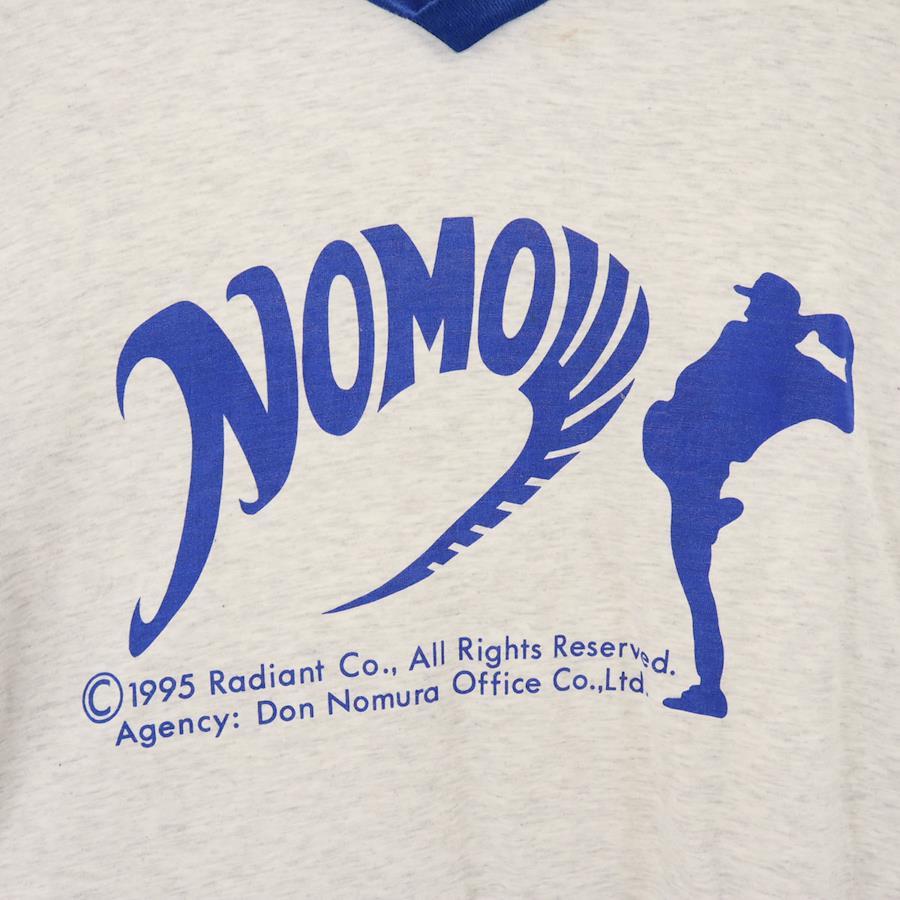 NOMO
©1995 Radiant Co., All Rights Reserved.
Agency: Don Nomura Office Co.,Ltd.